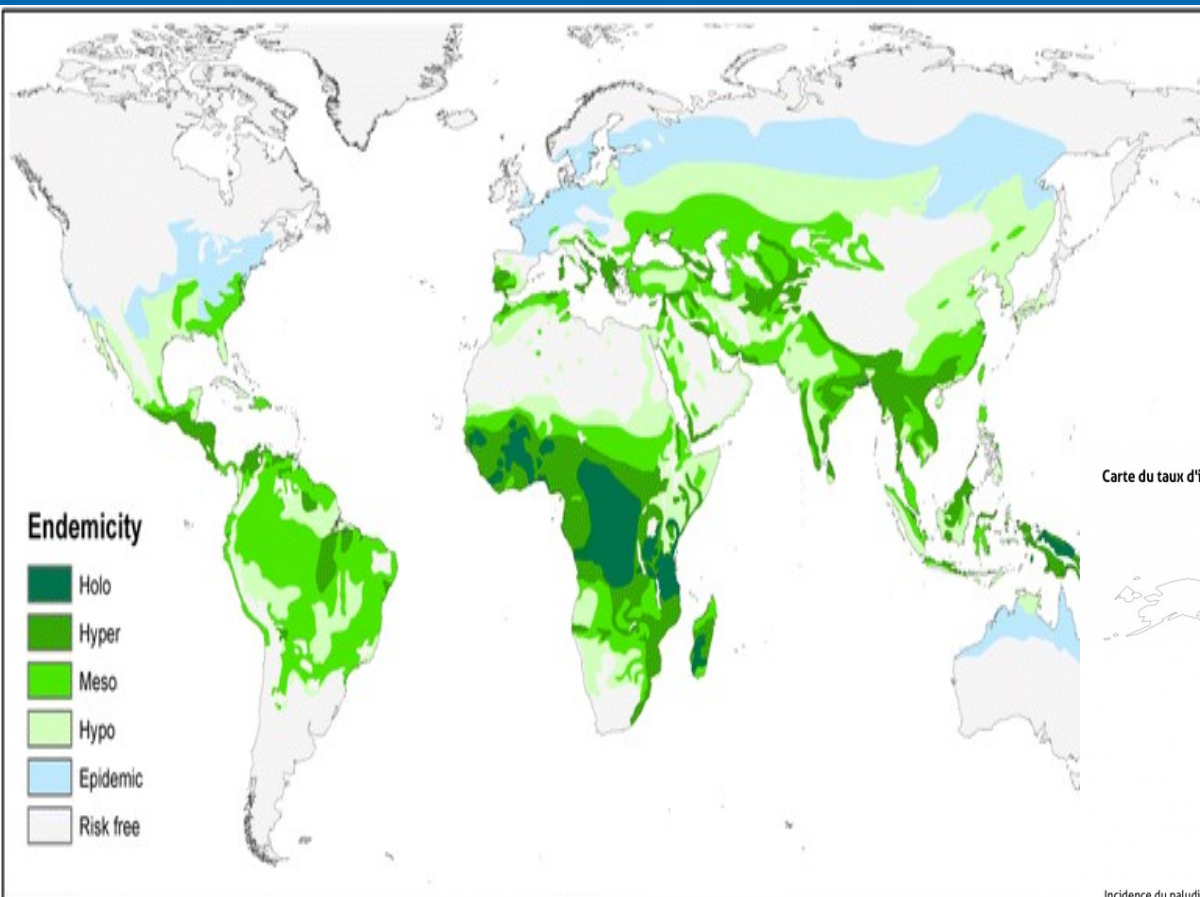 Endemicity
Holo
Hyper
Meso
Hypo
Epidemic
Risk free
Carte du taux d'i
Incidence du paludi